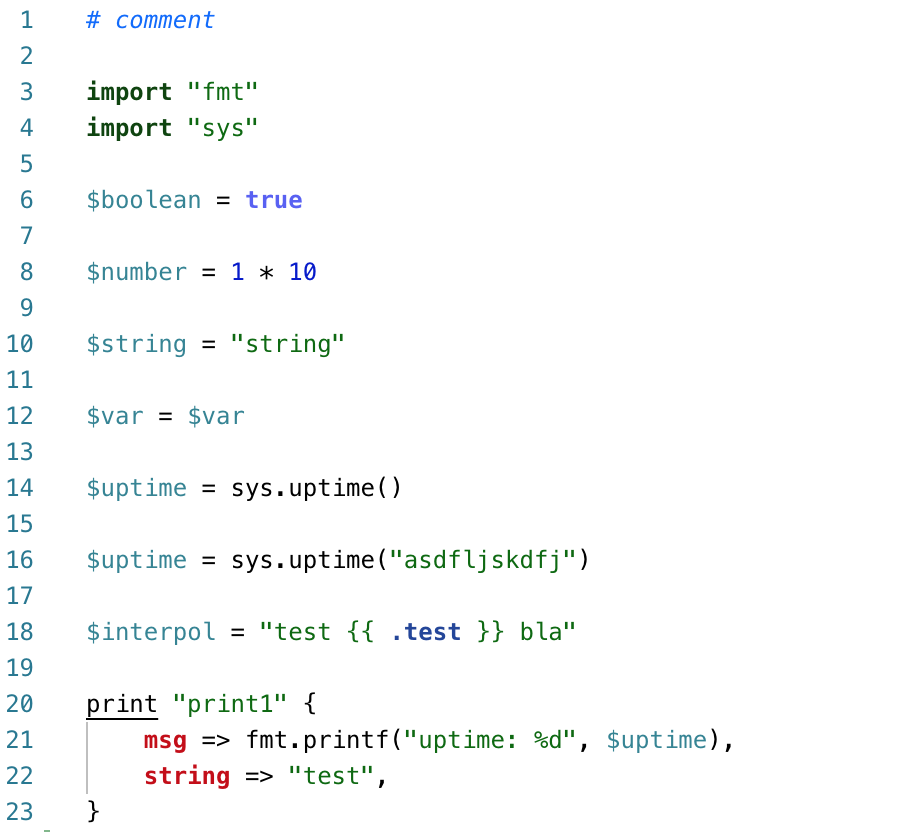 1 # comment
2
3 import "fmt"
4 import "sys"
5
6 $boolean = true
7
8 $number = 1 * 10
9
10 $string = "string"
11
12 $var = $var
13
14 $uptime = sys.uptime()
15
16 $uptime = sys.uptime("asdfljskdfj")
17
18 $interpol = "test {{ .test }} bla"
19
20 print "print1" {
21     msg => fmt.printf("uptime: %d", $uptime),
22     string => "test",
23 }